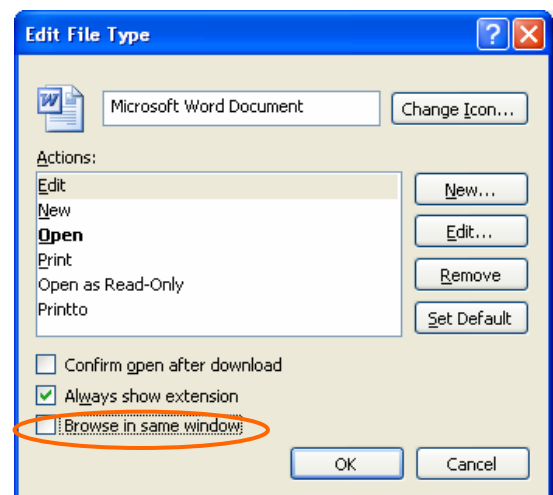 Edit File Type
Microsoft Word Document
Change Icon...
Actions:
Edit
New
Open
Print
Open as Read-Only
Printto
New...
Edit...
Remove
Set Default
Confirm open after download
Always show extension
Browse in same window
OK
Cancel